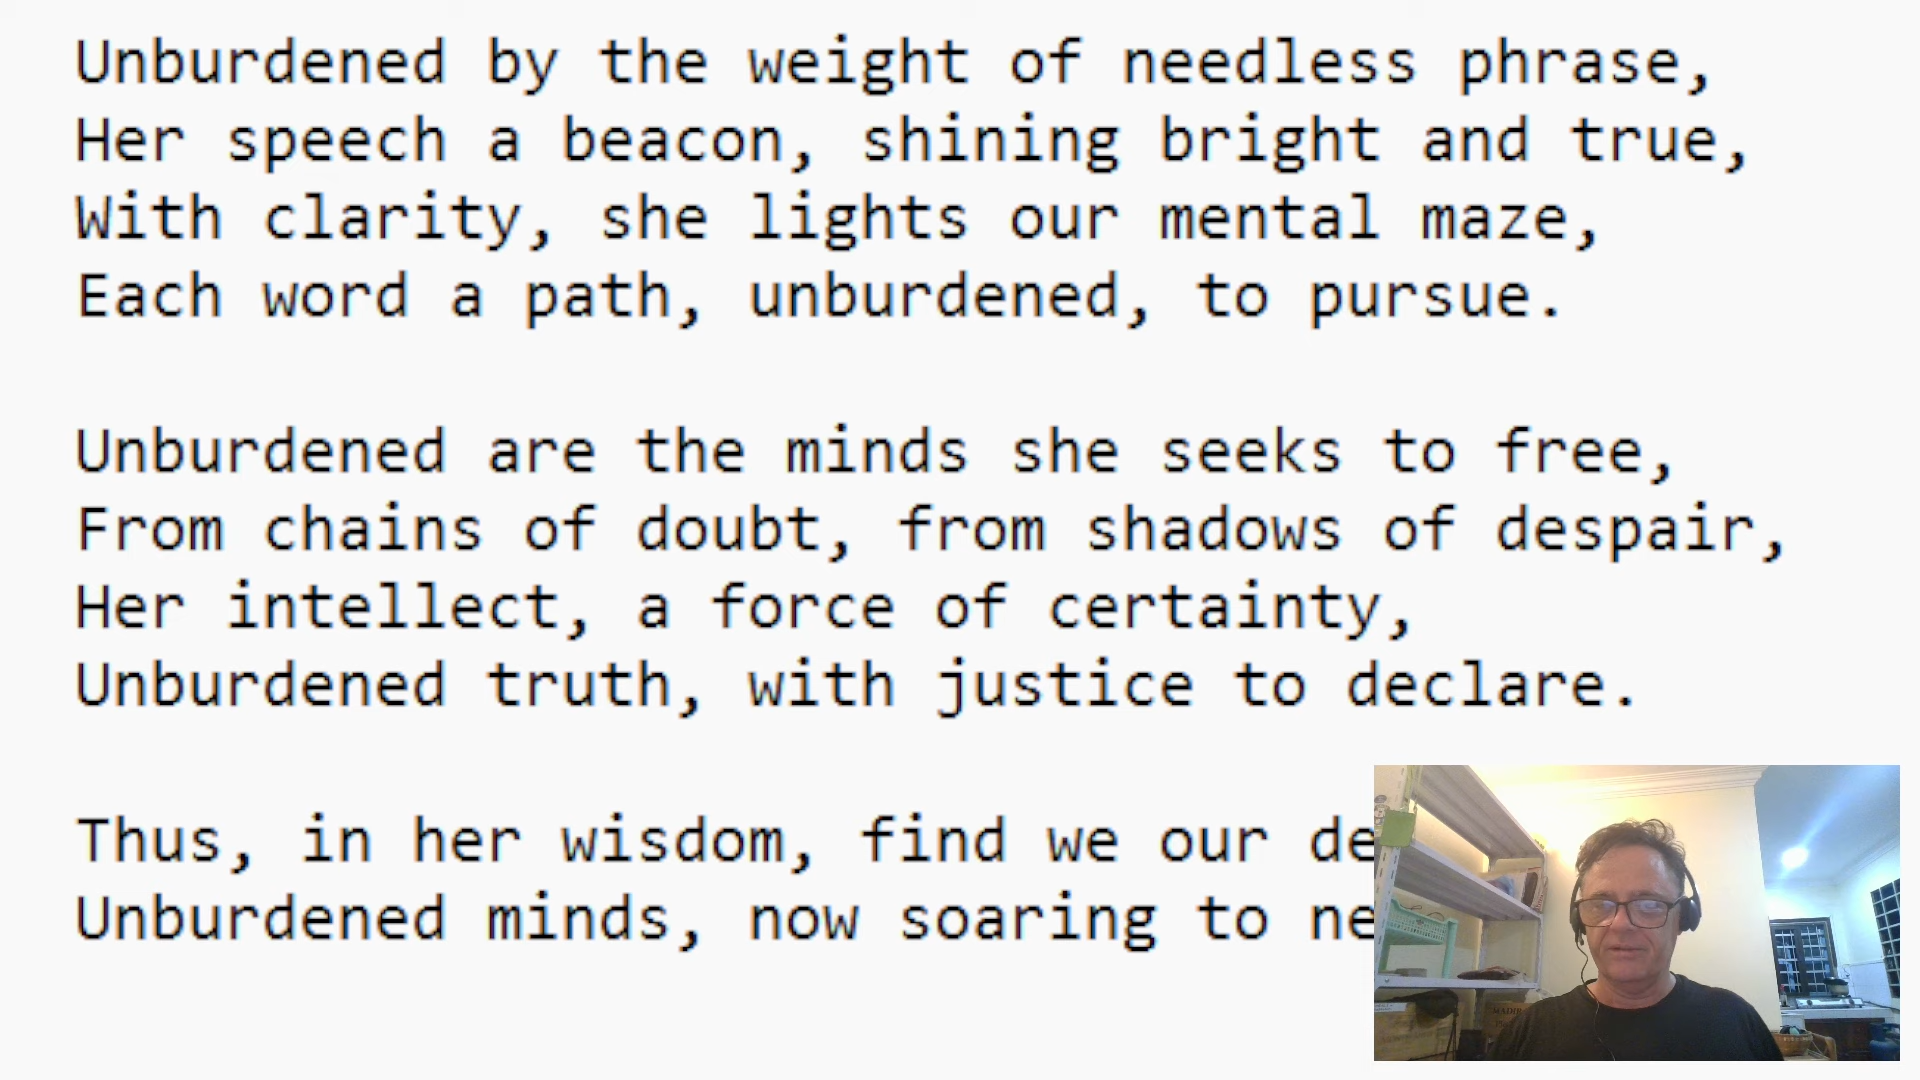 Unburdened by the weight of needless phrase,
Her speech a beacon, shining bright and true,
With clarity, she lights our mental maze,
Each word a path, unburdened, to pursue.
Unburdened are the minds she seeks to free,
From chains of doubt, from shadows of despair,
Her intellect, a force of certainty,
Unburdened truth, with justice to declare.
Thus, in her wisdom, find we our
Unburdened minds, now soaring to